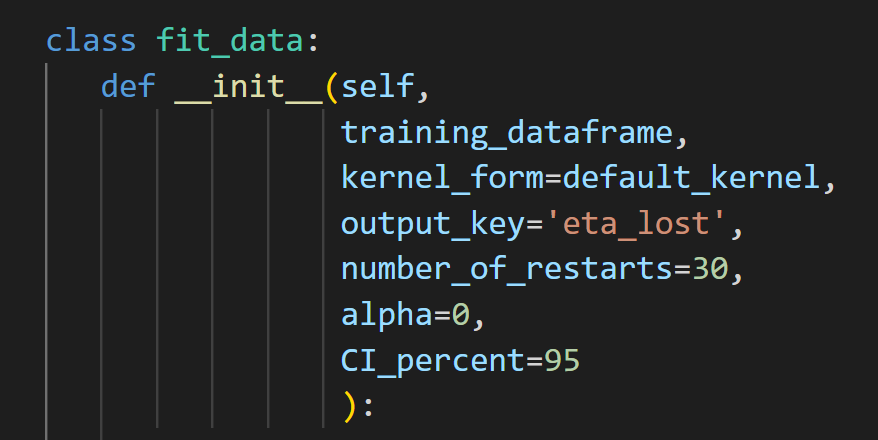 class fit_data:
    def __init__(self,
                 training_dataframe,
                 kernel_form=default_kernel,
                 output_key='eta_lost',
                 number_of_restarts=30,
                 alpha=0,
                 CI_percent=95
                 ):